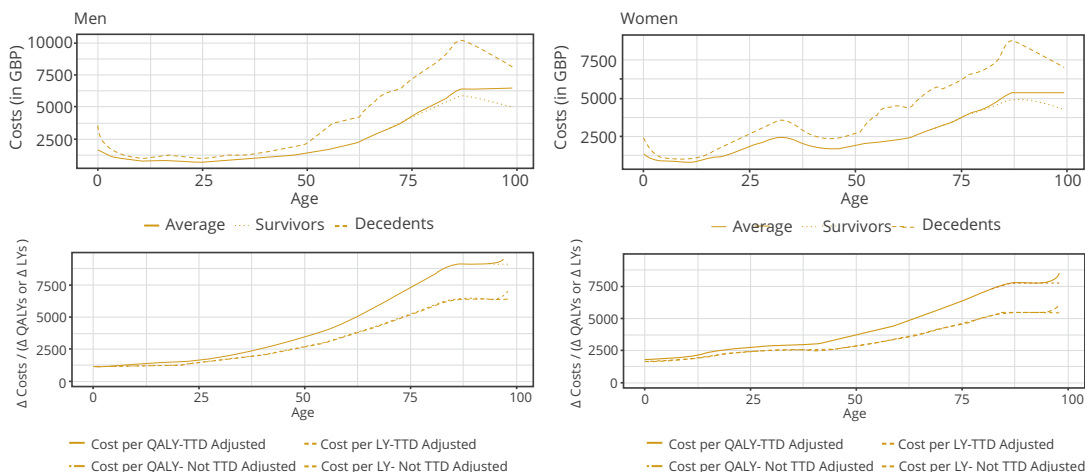 Men
Costs (in GBP)
10000
7500
5000
2500
0
25
50
75
100
Age
Average
Survivors
Decedents
Women
Costs (in GBP)
7500
5000
2500
0
25
50
75
100
Age
Average
Survivors
Decedents
Δ Costs / (Δ QALYs or Δ LYs )
7500
5000
2500
0
0
25
50
75
100
Age
Cost per QALY-TTD Adjusted
Cost per LY-TTD Adjusted
Cost per QALY- Not TTD Adjusted
Cost per LY- Not TTD Adjusted
Δ Costs / (Δ QALYs or Δ LYs )
7500
5000
2500
0
0
25
50
75
100
Age
Cost per QALY-TTD Adjusted
Cost per LY-TTD Adjusted
Cost per QALY- Not TTD Adjusted
Cost per LY- Not TTD Adjusted